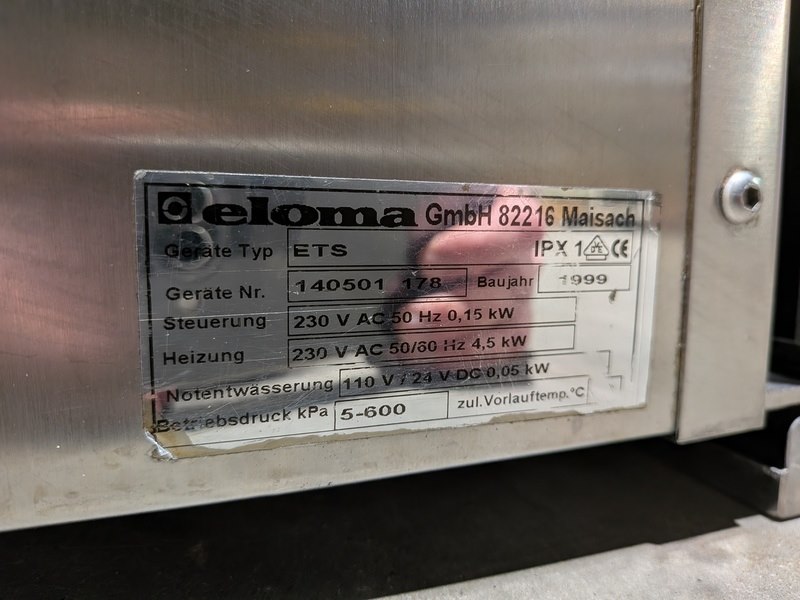 eloma GmbH 82216 Maisach
Geräte Typ ETS IPX 1 CE
Geräte Nr. 140501 178 Baujahr 1999
Steuerung 230 V AC 50 Hz 0,15 kW
Heizung 230 V AC 50/60 Hz 4,5 kW
Notentwässerung 110 V / 24 V DC 0,05 kW
Betriebsdruck kPa 5-600 zul. Vorlauftemp.°C